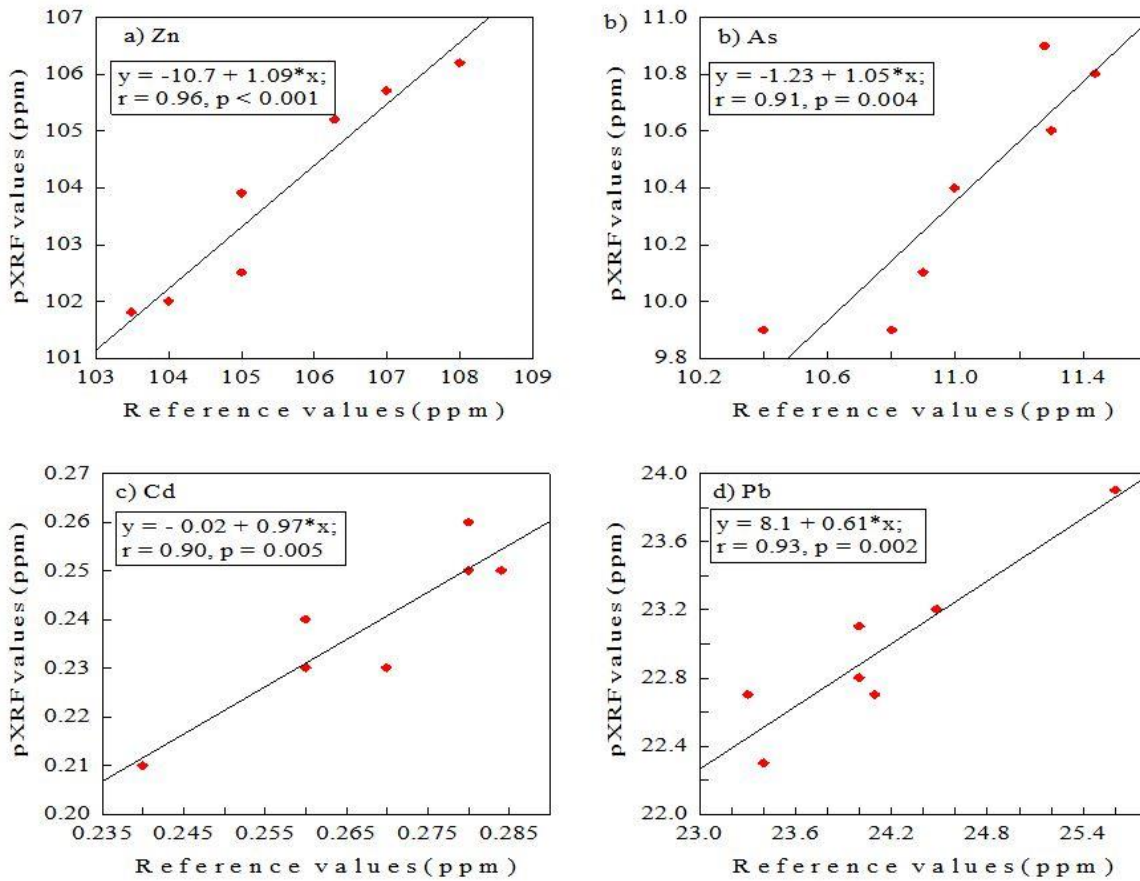 a) Zn
y = -10.7 + 1.09*x;
r = 0.96, p < 0.001
107
106
105
104
103
102
101
103 104 105 106 107 108 109
pXRF values (ppm)
Reference values (ppm)
b)
b) As
y = -1.23 + 1.05*x;
r = 0.91, p = 0.004
11.0
10.8
10.6
10.4
10.2
10.0
9.8
10.2 10.6 11.0 11.4
pXRF values (ppm)
Reference values (ppm)
c) Cd
y = - 0.02 + 0.97*x;
r = 0.90, p = 0.005
0.27
0.26
0.25
0.24
0.23
0.22
0.21
0.20
0.235 0.245 0.255 0.265 0.275 0.285
pXRF values (ppm)
Reference values (ppm)
d) Pb
y = 8.1 + 0.61*x;
r = 0.93, p = 0.002
24.0
23.6
23.2
22.8
22.4
22.0
23.0 23.6 24.2 24.8 25.4
pXRF values (ppm)
Reference values (ppm)